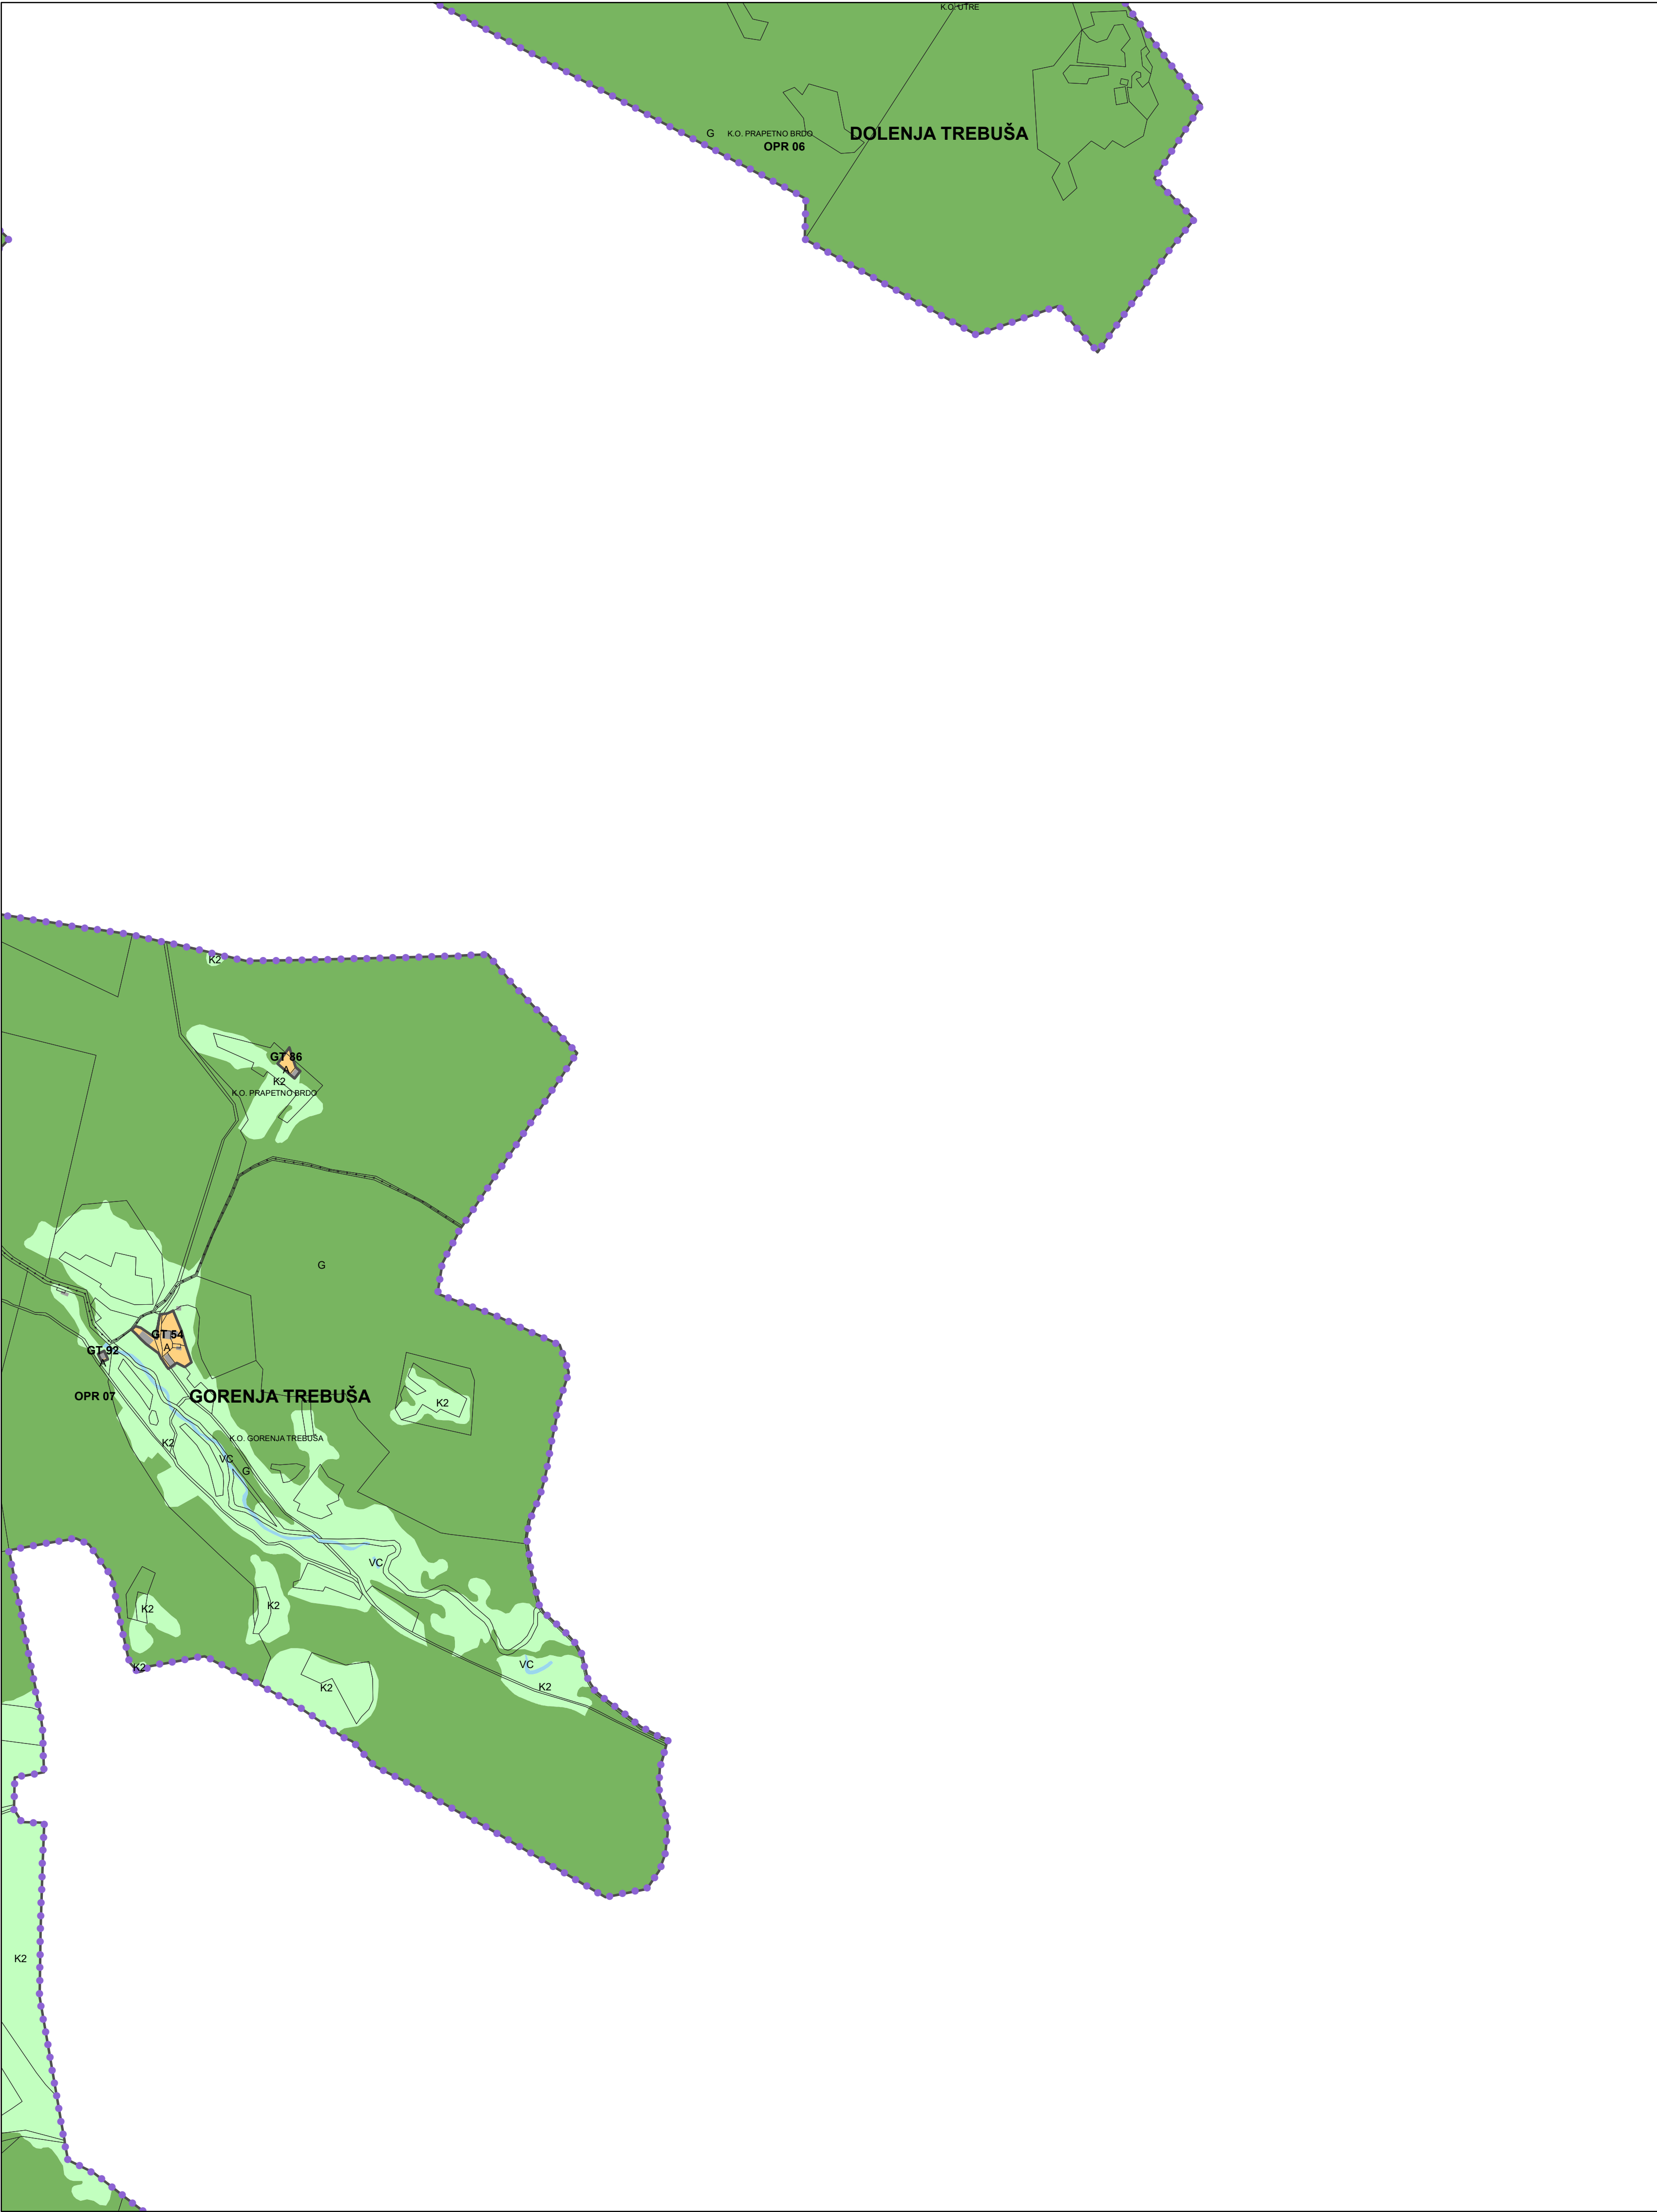 K.O. UTRE
G
K.O. PRAPETNO BRDO
DOLENJA TREBUŠA
OPR 06
K2
GT 86
A
K2
K.O. PRAPETNO BRDO
G
GT 54
A
GT 92
A
OPR 07
GORENJA TREBUŠA
K2
K.O. GORENJA TREBUŠA
K2
VC
G
VC
K2
K2
K2
VC
K2
K2
K2